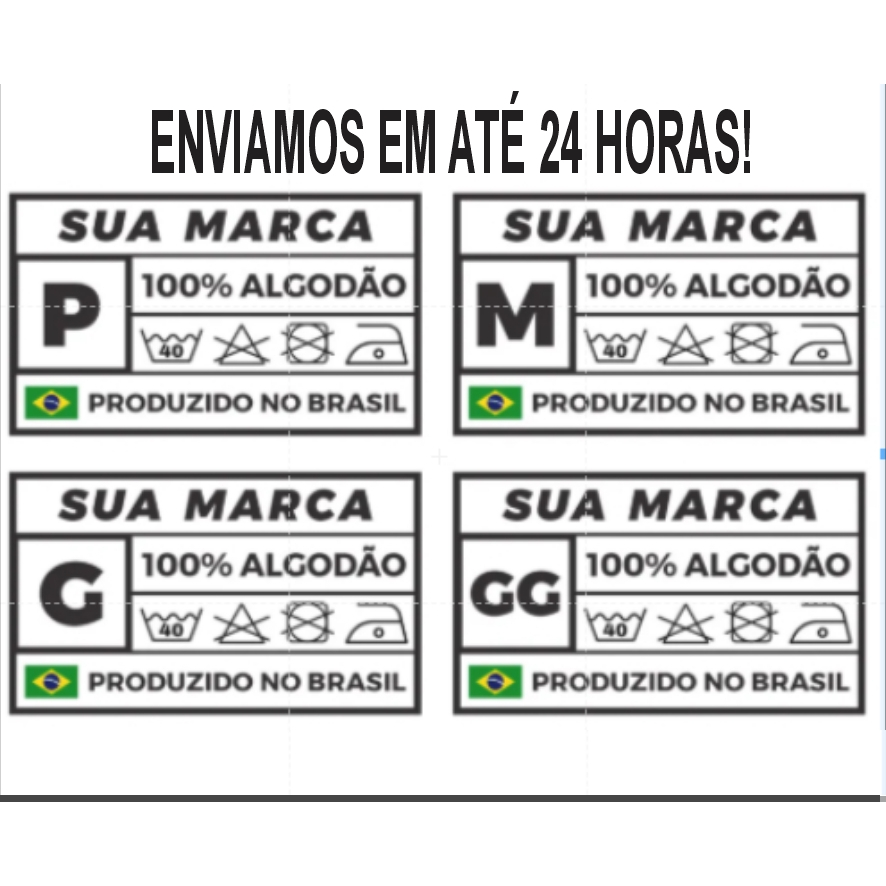 ENVIAMOS EM ATÉ 24 HORAS!
SUA MARCA
P
100% ALGODÃO
40
PRODUZIDO NO BRASIL
SUA MARCA
M
100% ALGODÃO
40
PRODUZIDO NO BRASIL
SUA MARCA
G
100% ALGODÃO
40
PRODUZIDO NO BRASIL
SUA MARCA
GG
100% ALGODÃO
40
PRODUZIDO NO BRASIL